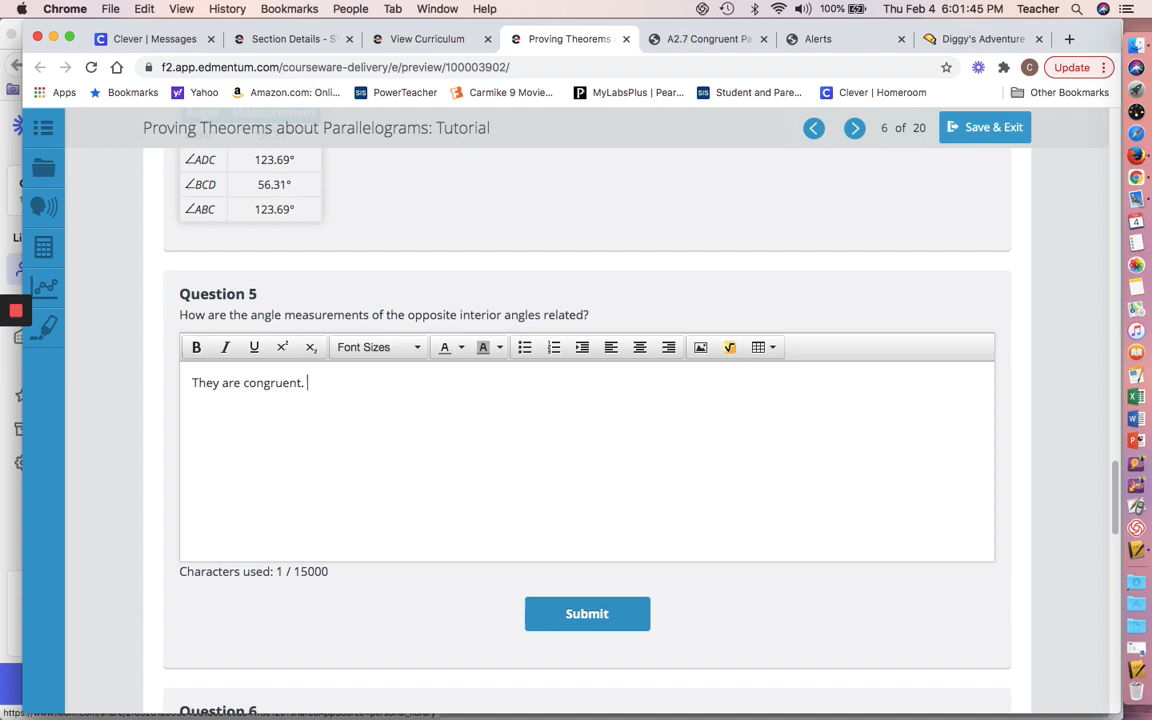 Chrome File Edit View History Bookmarks People Tab Window Help 100% Thu Feb 4 6:01:45 PM Teacher
Clever | Messages
Section Details - S
View Curriculum
Proving Theorems
A2.7 Congruent Pa
Alerts
Diggy's Adventure
f2.app.edmentum.com/courseware-delivery/e/preview/100003902/
C
Update
Apps Bookmarks Yahoo Amazon.com: Onli... PowerTeacher Carmike 9 Movie... MyLabsPlus | Pear... Student and Pare... Clever | Homeroom Other Bookmarks
Proving Theorems about Parallelograms: Tutorial
6 of 20
Save & Exit
∠ADC 123.69°
∠BCD 56.31°
∠ABC 123.69°
Question 5
How are the angle measurements of the opposite interior angles related?
B I U x² x₂ Font Sizes A A
They are congruent.
Characters used: 1 / 15000
Submit
Question 6